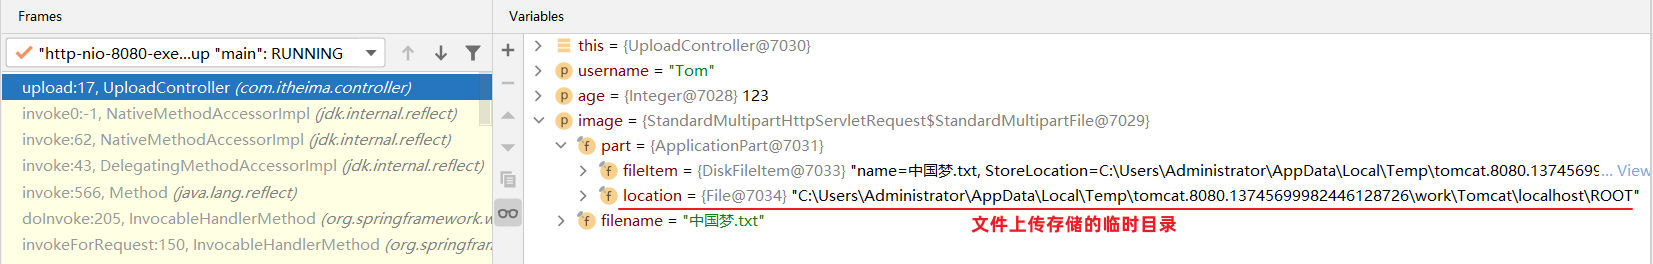 Frames
"http-nio-8080-exe...up "main": RUNNING
upload:17, UploadController (com.itheima.controller)
invoke0:-1, NativeMethodAccessorImpl (jdk.internal.reflect)
invoke:62, NativeMethodAccessorImpl (jdk.internal.reflect)
invoke:43, DelegatingMethodAccessorImpl (jdk.internal.reflect)
invoke:566, Method (java.lang.reflect)
doInvoke:205, InvocableHandlerMethod (org.springframework.w
invokeForRequest:150, InvocableHandlerMethod (org.springfram
Variables
this = {UploadController@7030}
p username = "Tom"
p age = {Integer@7028} 123
p image = {StandardMultipartHttpServletRequest$StandardMultipartFile@7029}
f part = {ApplicationPart@7031}
f fileItem = {DiskFileItem@7033} "name=中国梦.txt, StoreLocation=C:\Users\Administrator\AppData\Local\Temp\tomcat.8080.13745699... View
f location = {File@7034} "C:\Users\Administrator\AppData\Local\Temp\tomcat.8080.13745699982446128726\work\Tomcat\localhost\ROOT"
f filename = "中国梦.txt"
文件上传存储的临时目录